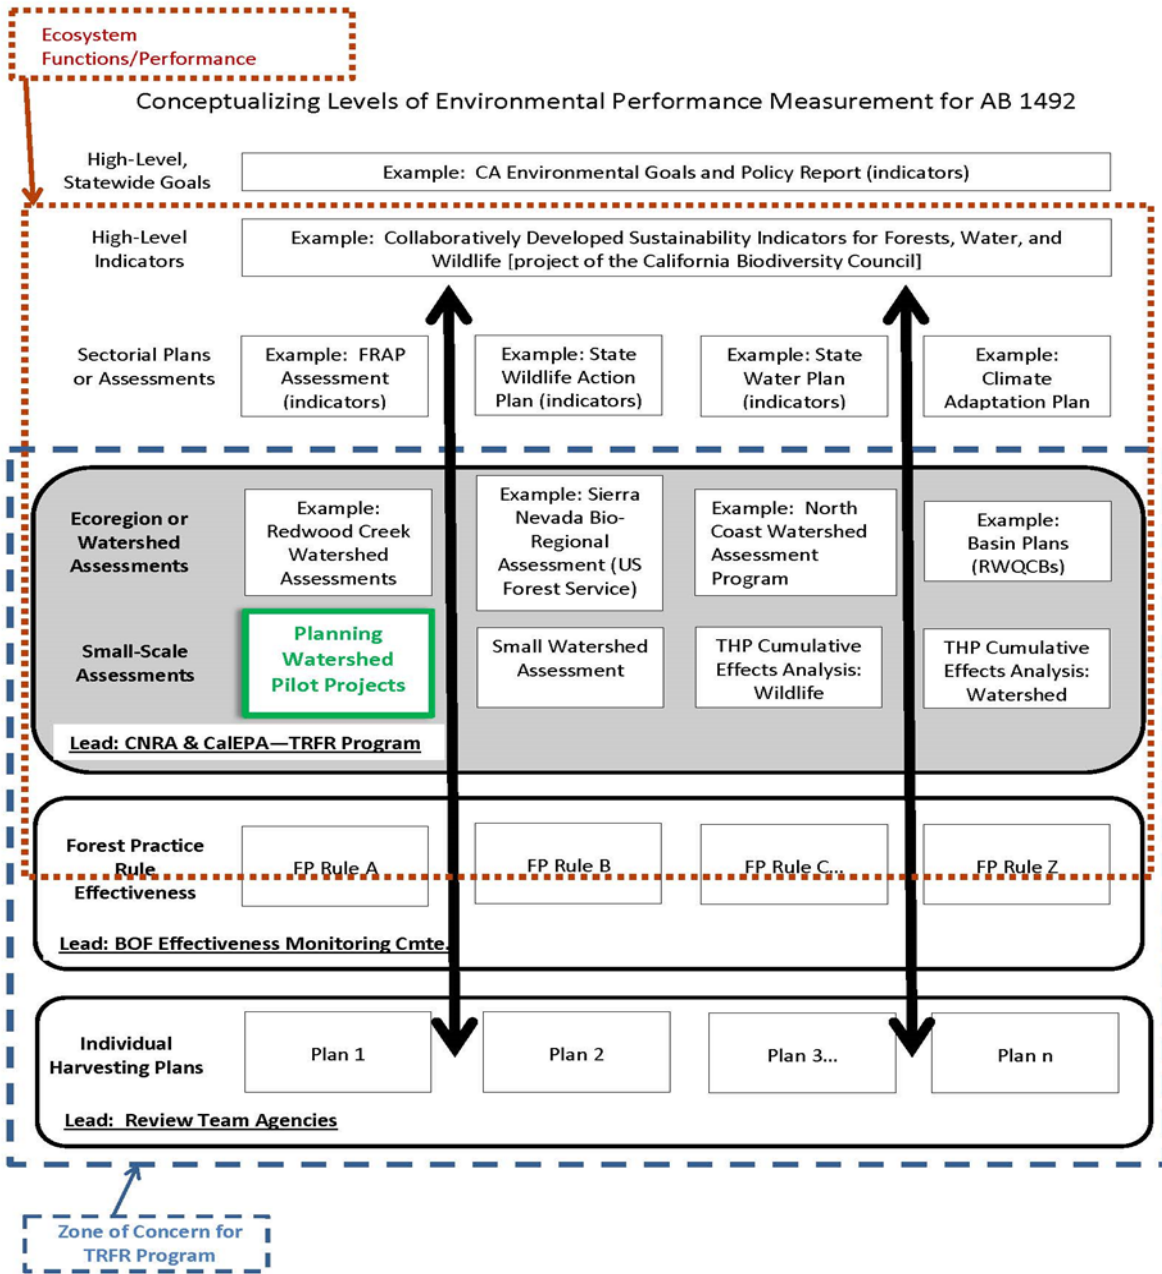 Ecosystem
Functions/Performance
Conceptualizing Levels of Environmental Performance Measurement for AB 1492
High-Level,
Statewide Goals
Example:  CA Environmental Goals and Policy Report (indicators)
High-Level
Indicators
Example:  Collaboratively Developed Sustainability Indicators for Forests, Water, and
Wildlife [project of the California Biodiversity Council]
Sectorial Plans
or Assessments
Example:  FRAP
Assessment
(indicators)
Example: State
Wildlife Action
Plan (indicators)
Example: State
Water Plan
(indicators)
Example:
Climate
Adaptation Plan
Ecoregion or
Watershed
Assessments
Example:
Redwood Creek
Watershed
Assessments
Example: Sierra
Nevada Bio-
Regional
Assessment (US
Forest Service)
Example:  North
Coast Watershed
Assessment
Program
Example:
Basin Plans
(RWQCBs)
Small-Scale
Assessments
Planning
Watershed
Pilot Projects
Small Watershed
Assessment
THP Cumulative
Effects Analysis:
Wildlife
THP Cumulative
Effects Analysis:
Watershed
Lead: CNRA & CalEPA—TRFR Program
Forest Practice
Rule
Effectiveness
FP Rule A
FP Rule B
FP Rule C...
FP Rule Z
Lead: BOF Effectiveness Monitoring Cmte.
Individual
Harvesting Plans
Plan 1
Plan 2
Plan 3...
Plan n
Lead:  Review Team Agencies
Zone of Concern for
TRFR Program